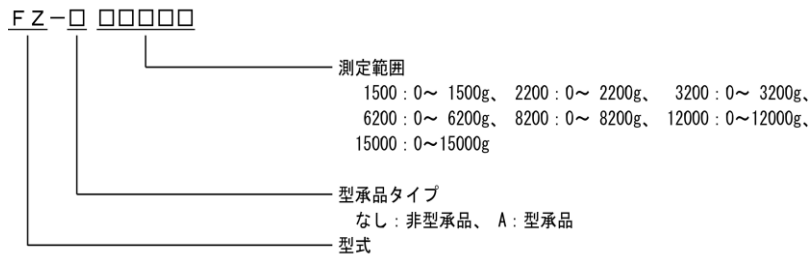 ＦＺ－□ □□□□□
測定範囲
1500：0～ 1500g、 2200：0～ 2200g、 3200：0～ 3200g、
6200：0～ 6200g、 8200：0～ 8200g、 12000：0～12000g、
15000：0～15000g
型承品タイプ
なし：非型承品、 A：型承品
型式